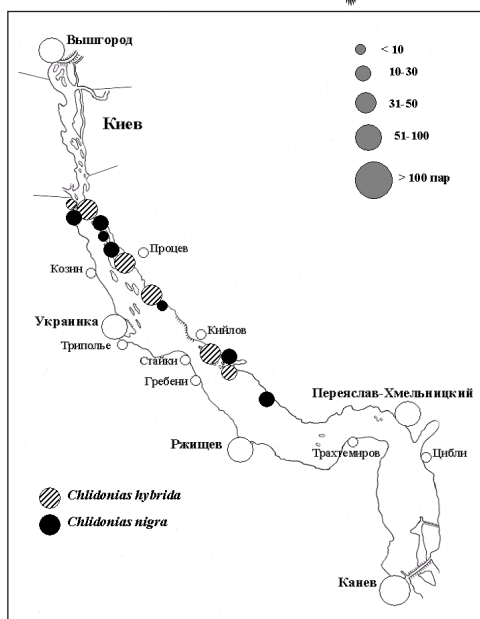 Вышгород
< 10
10-30
31-50
51-100
> 100 пар
Киев
Процев
Козин
Украинка
Триполье
Кийлов
Стайки
Гребени
Переяслав-Хмельницкий
Ржищев
Трахтемиров
Цибли
Chlidonias hybrida
Chlidonias nigra
Канев